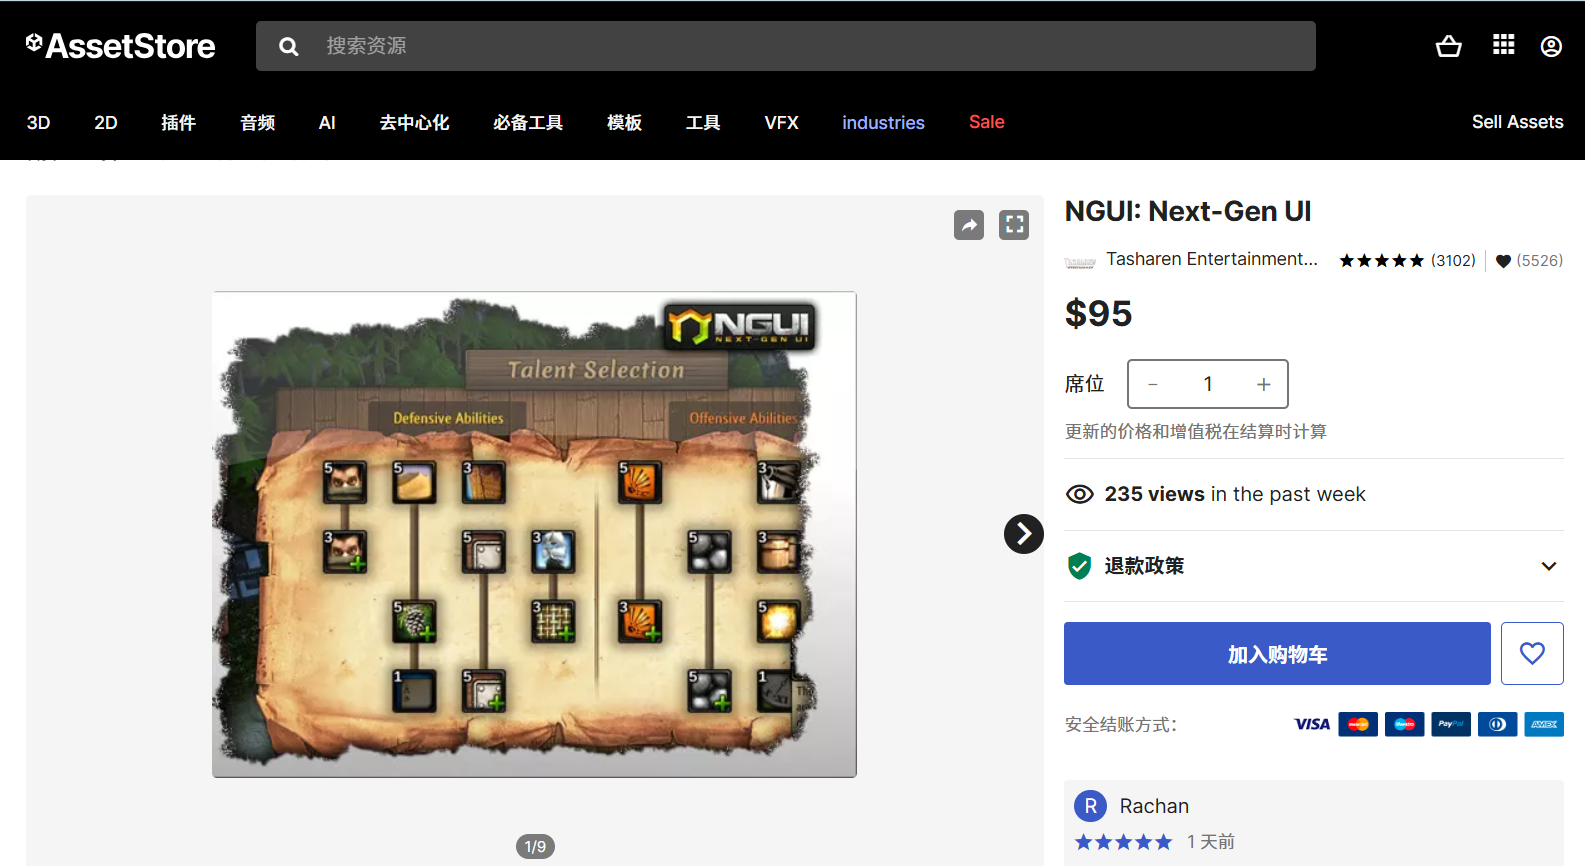 AssetStore
搜索资源
3D 2D 插件 音频 AI 去中心化 必备工具 模板 工具 VFX industries Sale Sell Assets
NGUI
NEXT-GEN UI
Talent Selection
Defensive Abilities Offensive Abilities
5 5 3 5 3
3 5 3 5 3
5 3 3 5
1 5 5 1
1/9
NGUI: Next-Gen UI
Tasharen Entertainment... (3102) (5526)
$95
席位 - 1 +
更新的价格和增值税在结算时计算
235 views in the past week
退款政策
加入购物车
安全结账方式：
VISA PayPal AMEX
R Rachan
1 天前